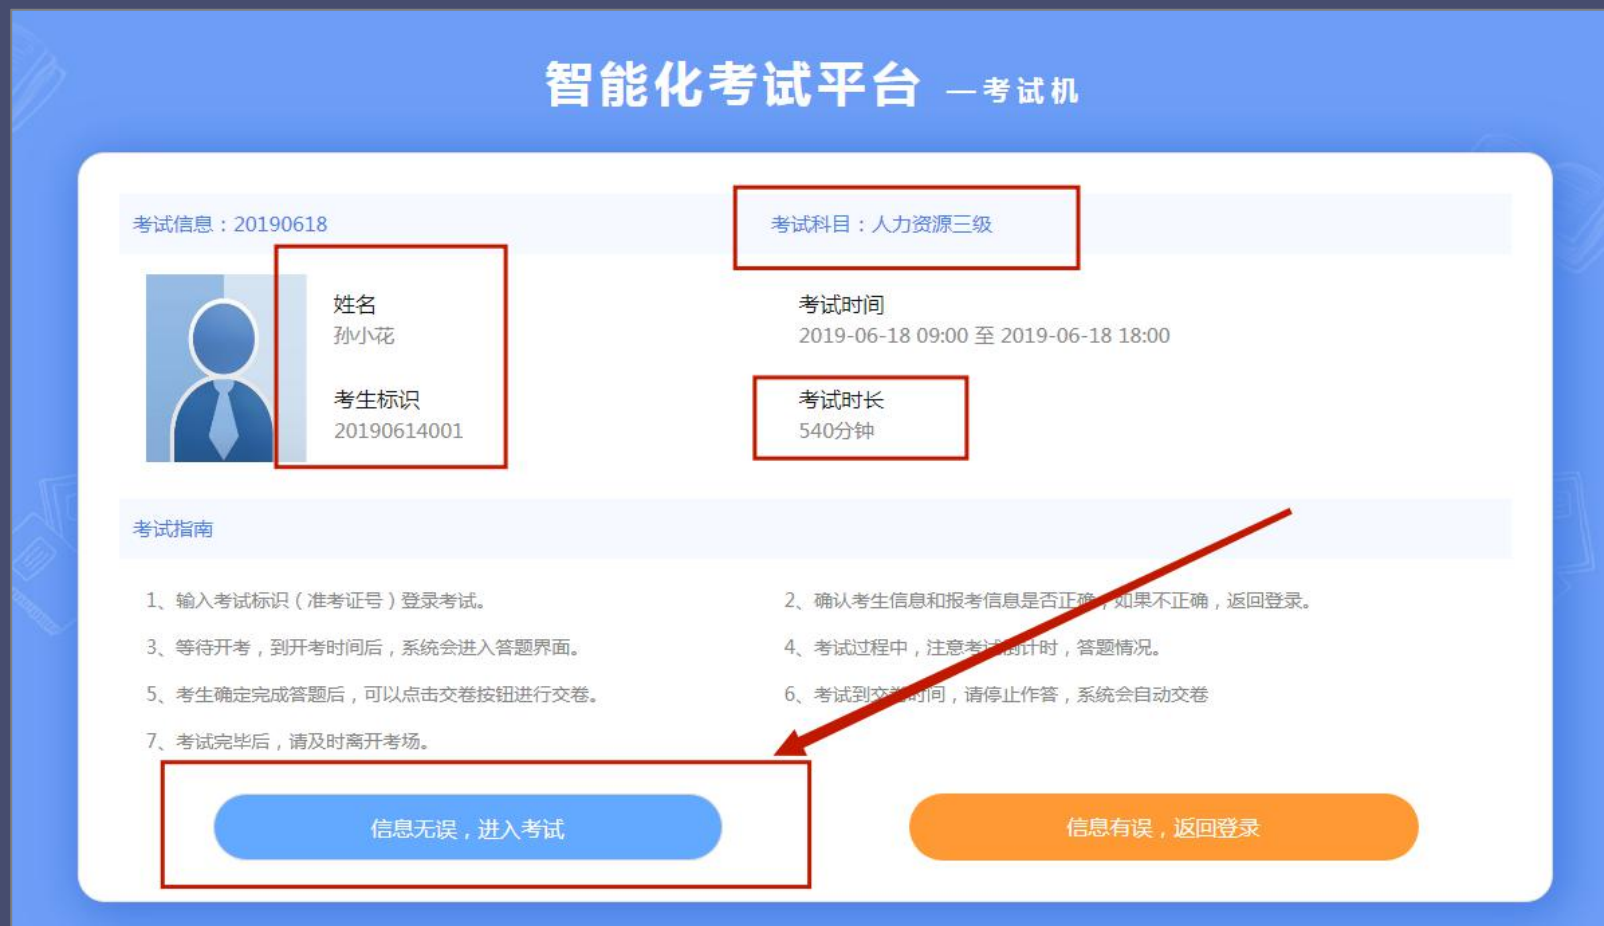 智能化考试平台 —考试机
考试信息：20190618
考试科目：人力资源三级
姓名
孙小花
考试时间
2019-06-18 09:00 至 2019-06-18 18:00
考生标识
20190614001
考试时长
540分钟
考试指南
1、输入考试标识（准考证号）登录考试。
2、确认考生信息和报考信息是否正确，如果不正确，返回登录。
3、等待开考，到开考时间后，系统会进入答题界面。
4、考试过程中，注意考试倒计时，答题情况。
5、考生确定完成答题后，可以点击交卷按钮进行交卷。
6、考试到交卷时间，请停止作答，系统会自动交卷
7、考试完毕后，请及时离开考场。
信息无误，进入考试
信息有误，返回登录